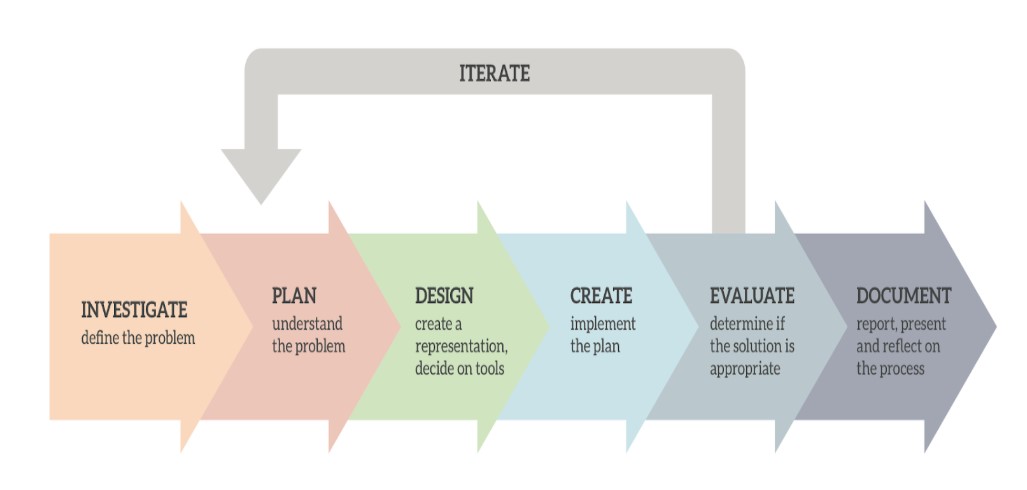 ITERATE
INVESTIGATE
define the problem
PLAN
understand
the problem
DESIGN
create a
representation,
decide on tools
CREATE
implement
the plan
EVALUATE
determine if
the solution is
appropriate
DOCUMENT
report, present
and reflect on
the process